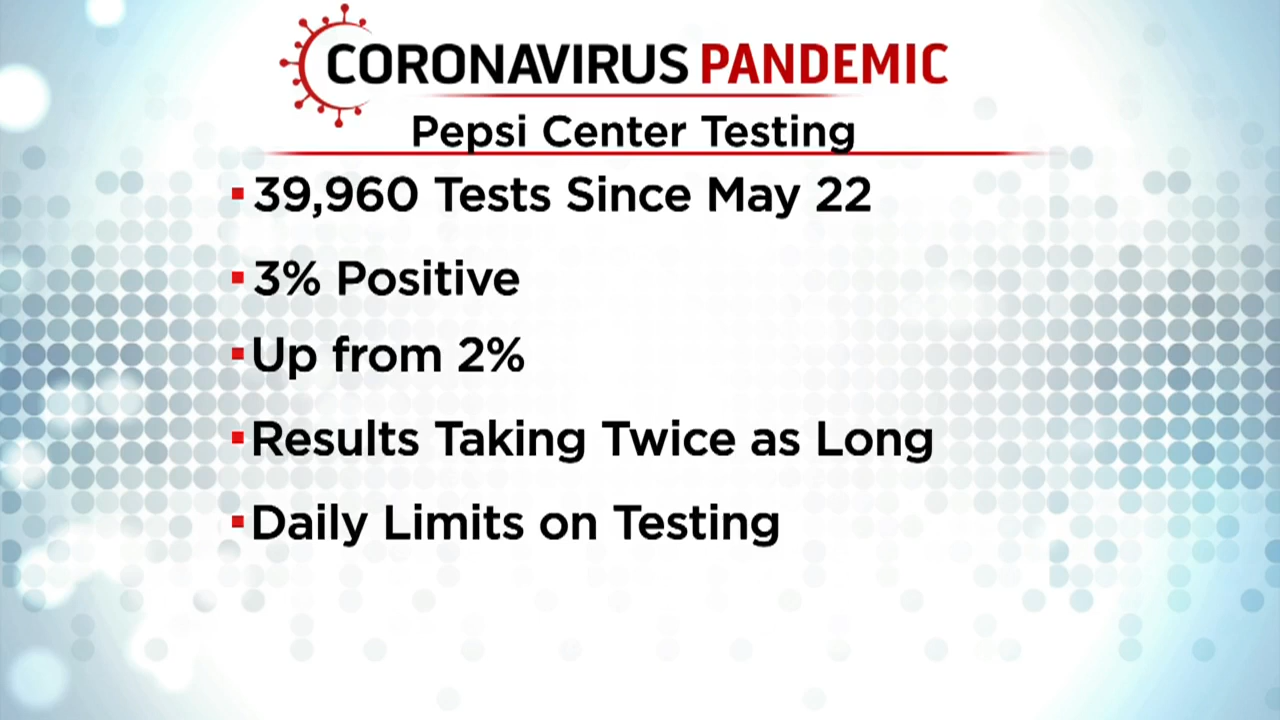 CORONAVIRUS PANDEMIC
Pepsi Center Testing
39,960 Tests Since May 22
3% Positive
Up from 2%
Results Taking Twice as Long
Daily Limits on Testing